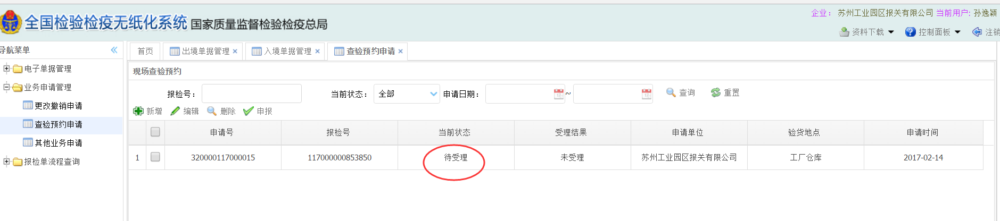 企业： 苏州工业园区报关有限公司 当前用户: 孙逸颖
全国检验检疫无纸化系统 国家质量监督检验检疫总局
资料下载 控制面板 注销
导航菜单
电子单据管理
业务申请管理
更改撤销申请
查验预约申请
其他业务申请
报检单流程查询
首页 出境单据管理 入境单据管理 查验预约申请
现场查验预约
报检号： 当前状态： 全部 申请日期： ~ 查询 重置
新增 编辑 删除 申报
申请号 报检号 当前状态 受理结果 申请单位 验货地点 申请时间
1 320000117000015 117000000853850 待受理 未受理 苏州工业园区报关有限公司 工厂仓库 2017-02-14